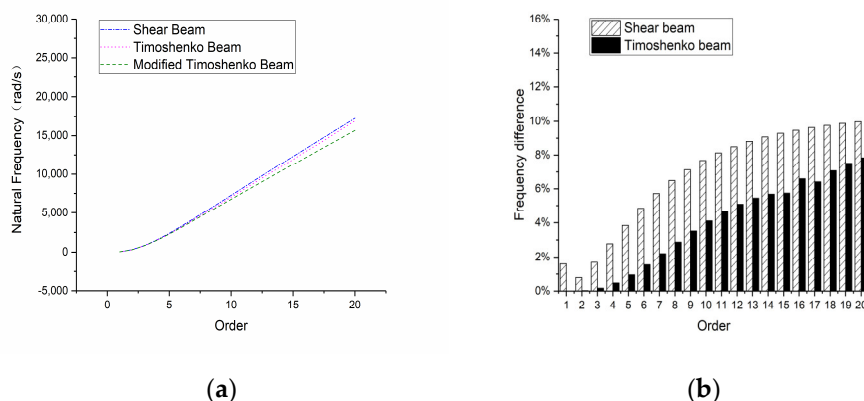 30,000
25,000
20,000
15,000
10,000
5,000
0
-5,000
Natural Frequency (rad/s)
Shear Beam
Timoshenko Beam
Modified Timoshenko Beam
0 5 10 15 20
Order
(a)
16%
14%
12%
10%
8%
6%
4%
2%
0%
Frequency difference
Shear beam
Timoshenko beam
1 2 3 4 5 6 7 8 9 10 11 12 13 14 15 16 17 18 19 20
Order
(b)